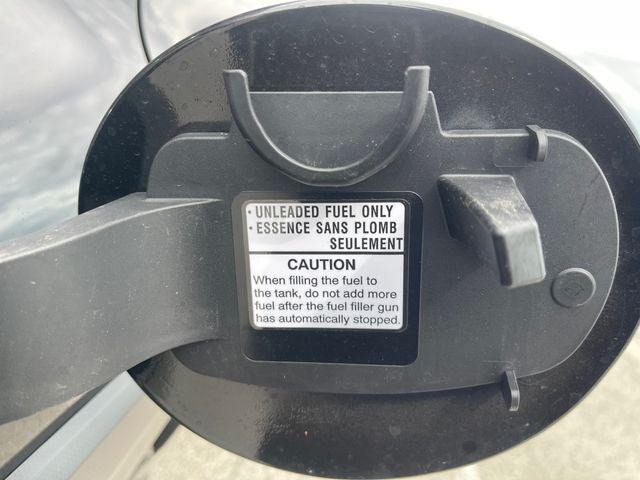 • UNLEADED FUEL ONLY
• ESSENCE SANS PLOMB
SEULEMENT
CAUTION
When filling the fuel to
the tank, do not add more
fuel after the fuel filler gun
has automatically stopped.